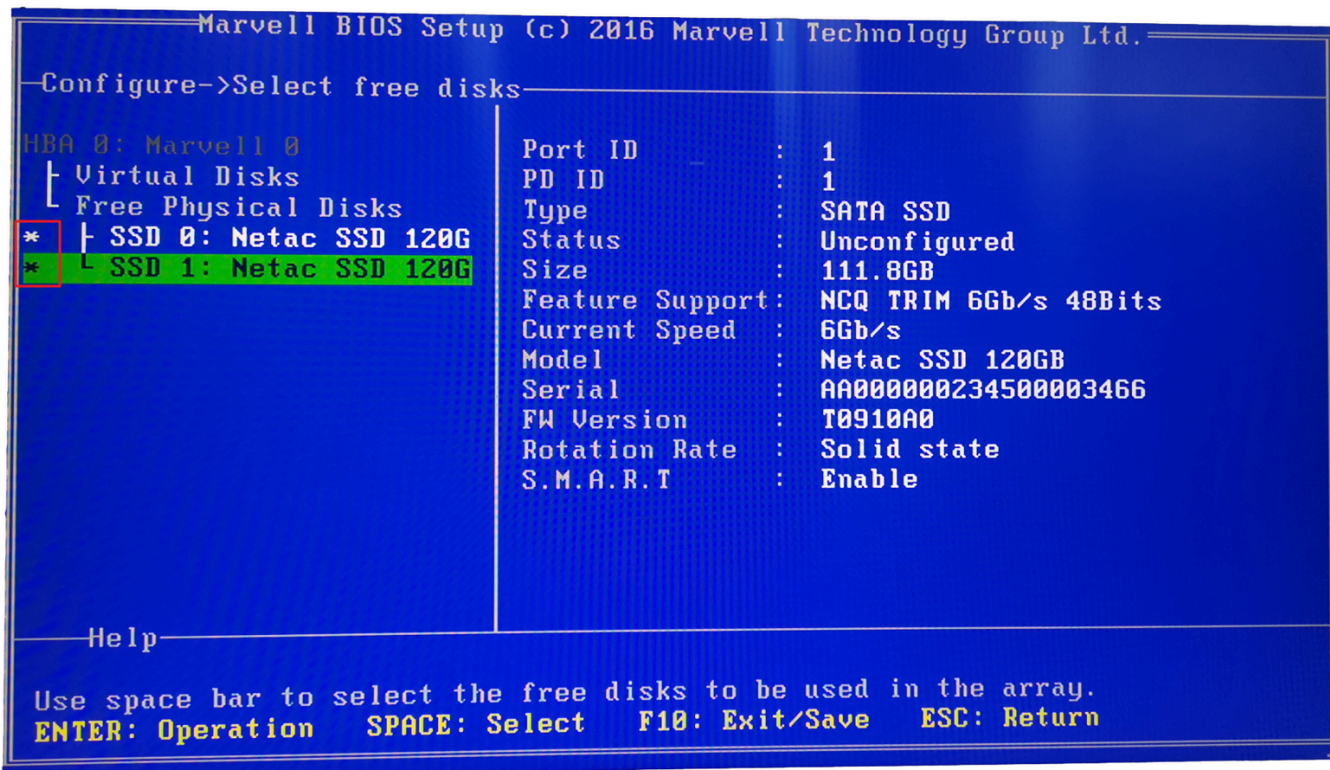 Marvell BIOS Setup (c) 2016 Marvell Technology Group Ltd.
Configure->Select free disks
HBA 0: Marvell 0
Virtual Disks
Free Physical Disks
* SSD 0: Netac SSD 120G
* SSD 1: Netac SSD 120G
Port ID : 1
PD ID : 1
Type : SATA SSD
Status : Unconfigured
Size : 111.8GB
Feature Support: NCQ TRIM 6Gb/s 48Bits
Current Speed : 6Gb/s
Model : Netac SSD 120GB
Serial : AA000000234500003466
FW Version : T0910A0
Rotation Rate : Solid state
S.M.A.R.T : Enable
Help
Use space bar to select the free disks to be used in the array.
ENTER: Operation SPACE: Select F10: Exit/Save ESC: Return